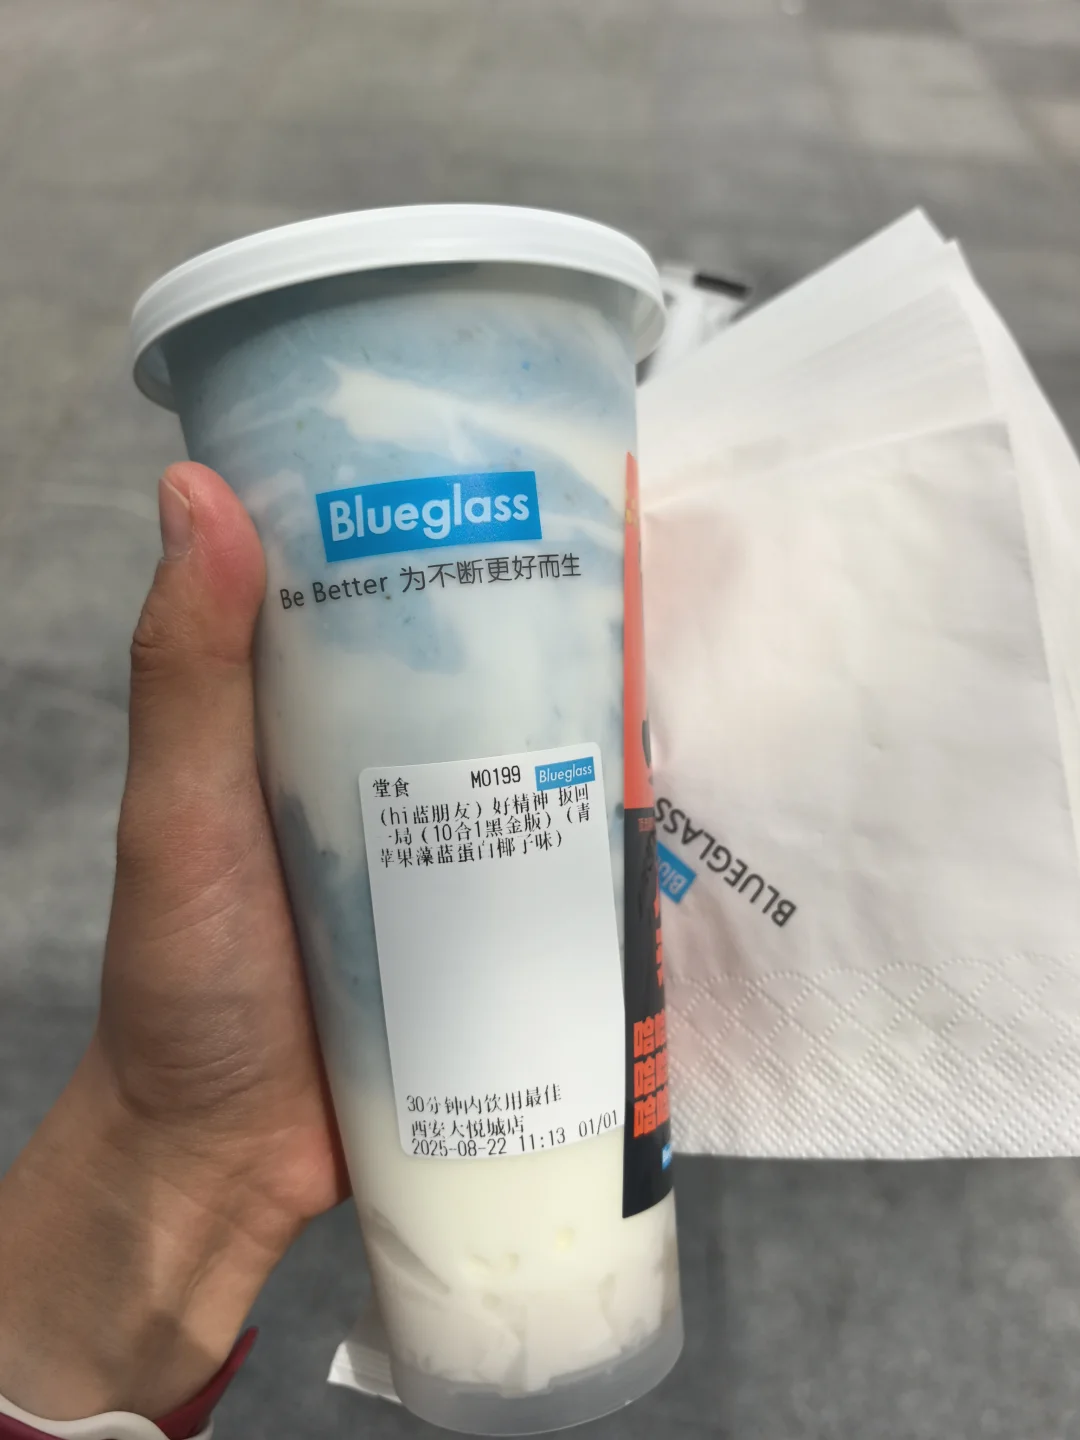 Blueglass
Be Better 为不断更好而生
堂食 M0199 Blueglass
(hi蓝朋友)好精神 扳回
一局(10合1黑金版)(青
苹果藻蓝蛋白椰子味)
30分钟内饮用最佳
西安大悦城店
2025-08-22 11:13 01/01
BLUEGLASS